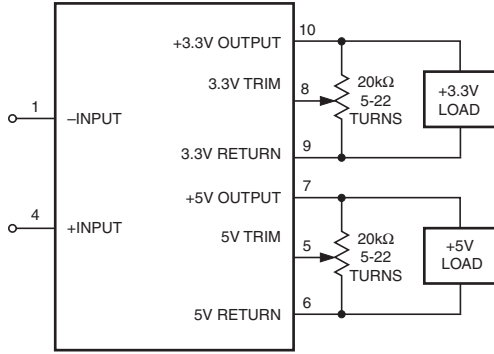 +3.3V OUTPUT
10
3.3V TRIM
8
20kΩ
5-22
TURNS
+3.3V
LOAD
1
–INPUT
3.3V RETURN
9
+5V OUTPUT
7
4
+INPUT
5V TRIM
5
20kΩ
5-22
TURNS
+5V
LOAD
5V RETURN
6